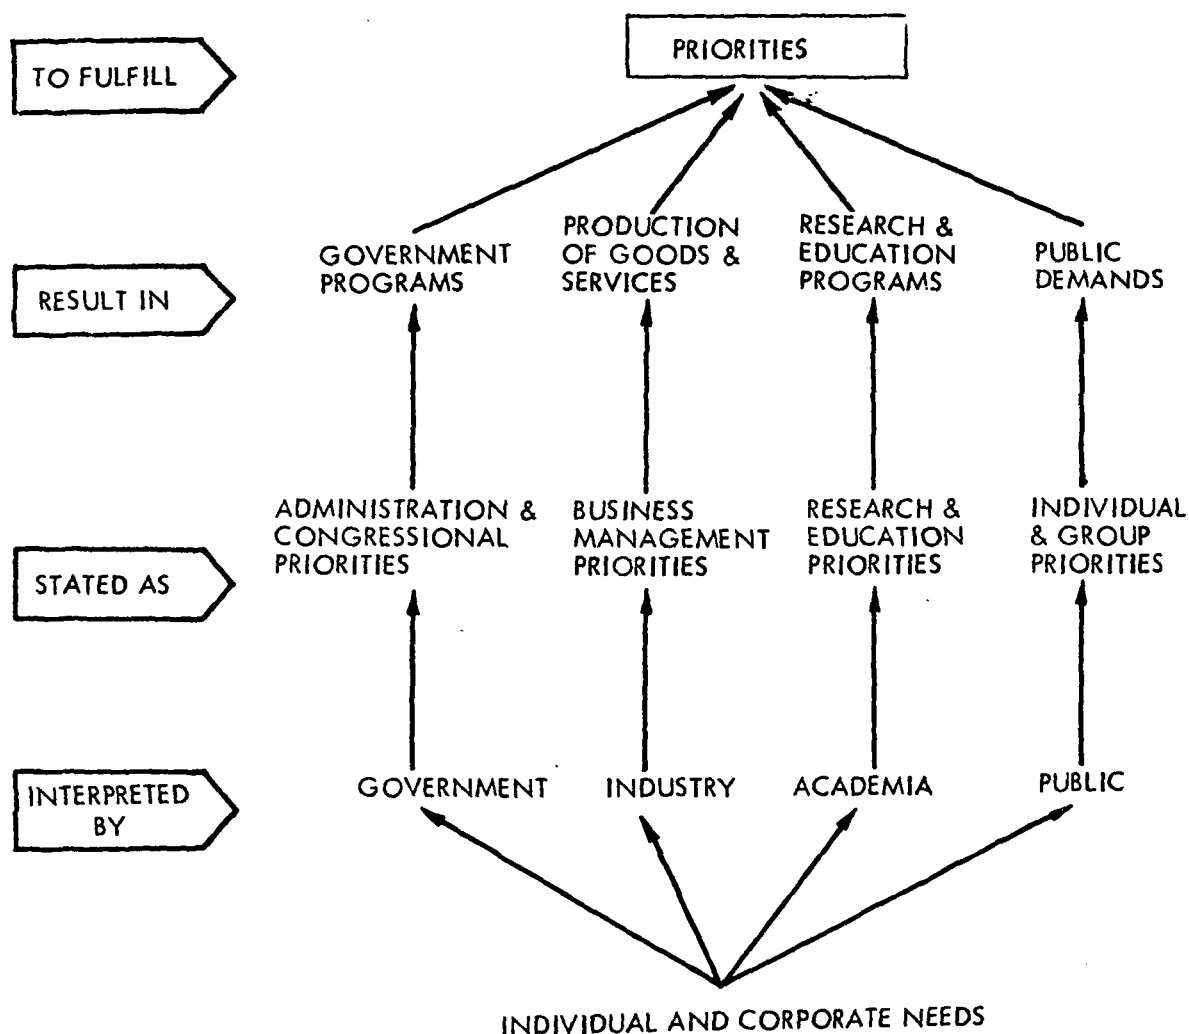 TO FULFILL
PRIORITIES
RESULT IN
GOVERNMENT
PROGRAMS
PRODUCTION
OF GOODS &
SERVICES
RESEARCH &
EDUCATION
PROGRAMS
PUBLIC
DEMANDS
STATED AS
ADMINISTRATION &
CONGRESSIONAL
PRIORITIES
BUSINESS
MANAGEMENT
PRIORITIES
RESEARCH &
EDUCATION
PRIORITIES
INDIVIDUAL
& GROUP
PRIORITIES
INTERPRETED
BY
GOVERNMENT
INDUSTRY
ACADEMIA
PUBLIC
INDIVIDUAL AND CORPORATE NEEDS